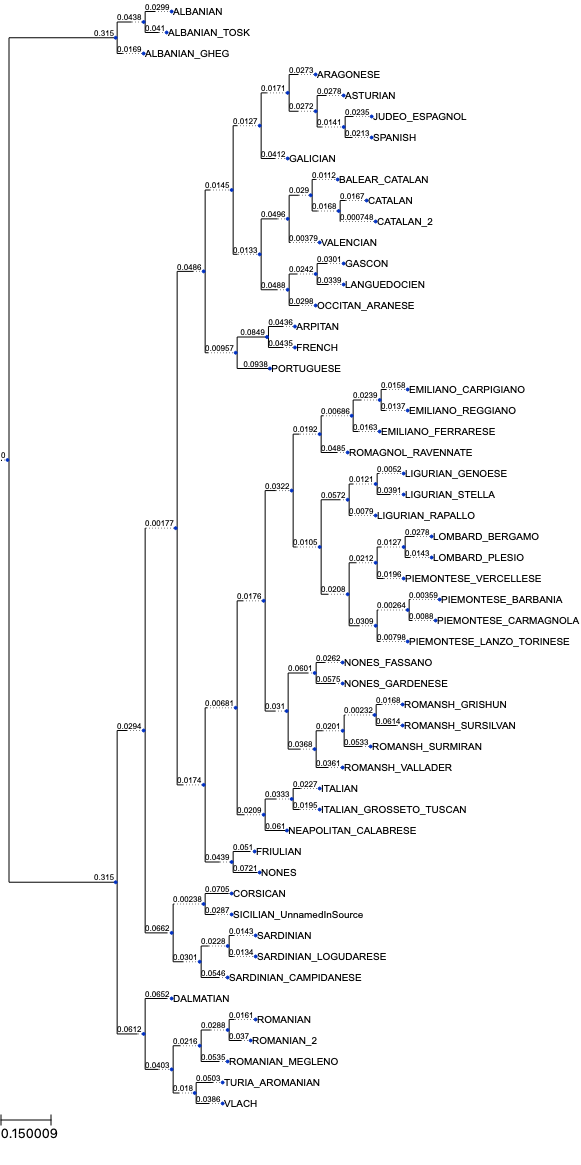 0.0299 ALBANIAN
0.0438
0.041 ALBANIAN_TOSK
0.315
0.0169 ALBANIAN_GHEG
0.0273 ARAGONESE
0.0171
0.0278 ASTURIAN
0.0272
0.0235 JUDEO_ESPAGNOL
0.0127 0.0141
0.0213 SPANISH
0.0412 GALICIAN
0.0112 BALEAR_CATALAN
0.0145 0.029
0.0167 CATALAN
0.0168
0.0496 0.000748 CATALAN_2
0.00379 VALENCIAN
0.0133
0.0301 GASCON
0.0486 0.0242
0.0339 LANGUEDOCIEN
0.0488
0.0298 OCCITAN_ARANESE
0.0436 ARPITAN
0.0849
0.0435 FRENCH
0.00957
0.0938 PORTUGUESE
0.0158 EMILIANO_CARPIGIANO
0.0239
0.0137 EMILIANO_REGGIANO
0.00686
0.0163 EMILIANO_FERRARESE
0.0192
0.0485 ROMAGNOL_RAVENNATE
0.0052 LIGURIAN_GENOESE
0.0121
0.0322 0.0391 LIGURIAN_STELLA
0.0572
0.0079 LIGURIAN_RAPALLO
0.00177
0.0278 LOMBARD_BERGAMO
0.0105 0.0127
0.0143 LOMBARD_PLESIO
0.0212
0.0196 PIEMONTESE_VERCELLESE
0.0208
0.0176 0.00359 PIEMONTESE_BARBANIA
0.00264
0.0088 PIEMONTESE_CARMAGNOLA
0.0309
0.00798 PIEMONTESE_LANZO_TORINESE
0.0262 NONES_FASSANO
0.0601
0.0575 NONES_GARDENESE
0.00681 0.031
0.0168 ROMANSH_GRISHUN
0.00232
0.0294 0.0614 ROMANSH_SURSILVAN
0.0201
0.0533 ROMANSH_SURMIRAN
0.0368
0.0361 ROMANSH_VALLADER
0.0174
0.0227 ITALIAN
0.0333
0.0209 0.0195 ITALIAN_GROSSETO_TUSCAN
0.061 NEAPOLITAN_CALABRESE
0.051 FRIULIAN
0.0439
0.0721 NONES
0.315
0.0705 CORSICAN
0.00238
0.0287 SICILIAN_UnnamedInSource
0.0662
0.0143 SARDINIAN
0.0228
0.0134 SARDINIAN_LOGUDARESE
0.0301
0.0546 SARDINIAN_CAMPIDANESE
0.0652 DALMATIAN
0.0612
0.0161 ROMANIAN
0.0288
0.037 ROMANIAN_2
0.0216
0.0535 ROMANIAN_MEGLENO
0.0403
0.0503 TURIA_AROMANIAN
0.018
0.0386 VLACH
0
0.150009